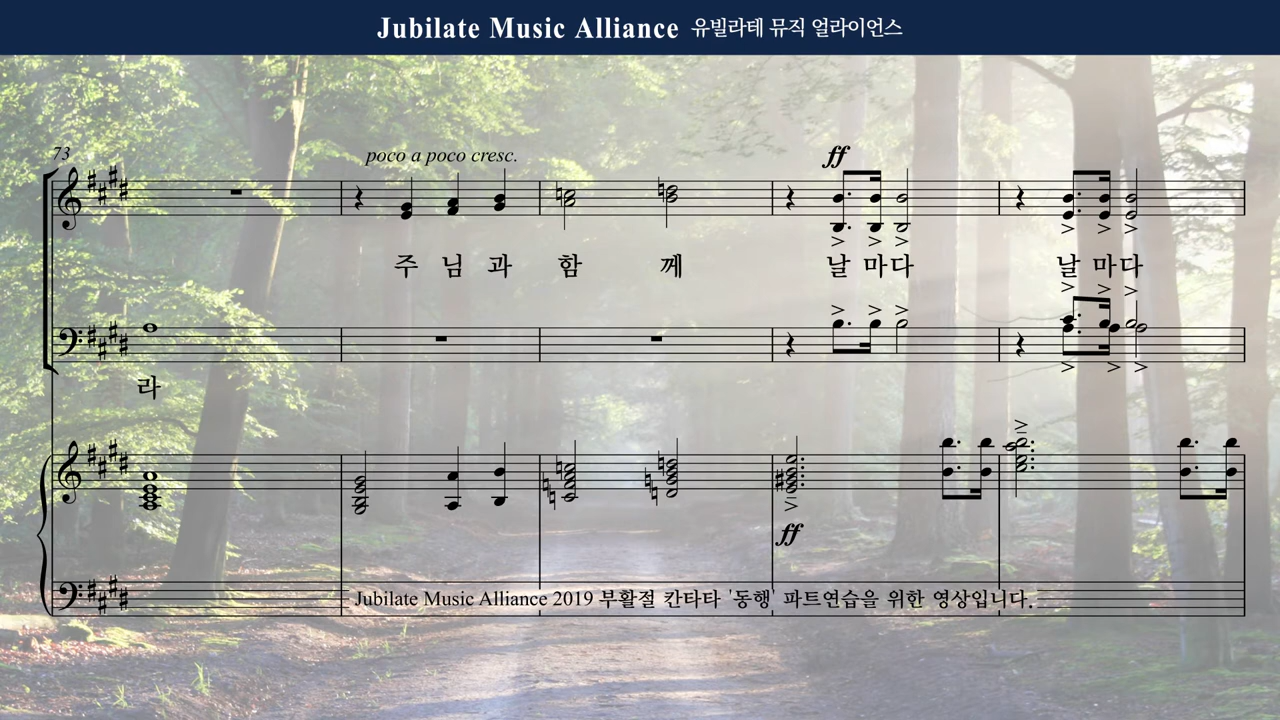 Jubilate Music Alliance 유빌라테 뮤직 얼라이언스
73
poco a poco cresc.
ff
주 님 과 함 께 날 마 다 날 마 다
라
ff
Jubilate Music Alliance 2019 부활절 칸타타 '동행' 파트연습을 위한 영상입니다.